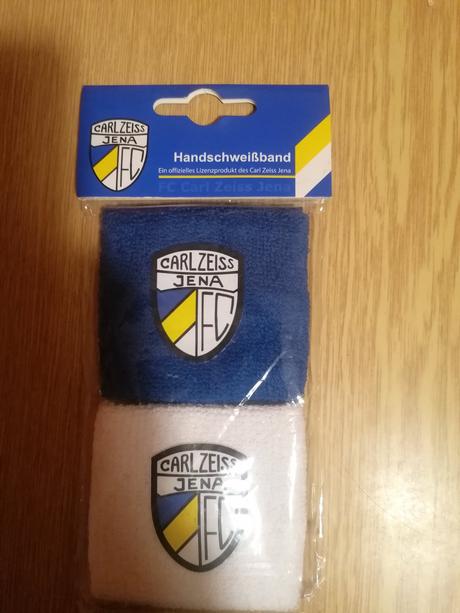 CARL ZEISS
JENA
FC
Handschweißband
Ein offizielles Lizenzprodukt des Carl Zeiss Jena
FC Carl Zeiss Jena
CARL ZEISS
JENA
FC
CARL ZEISS
JENA
FC